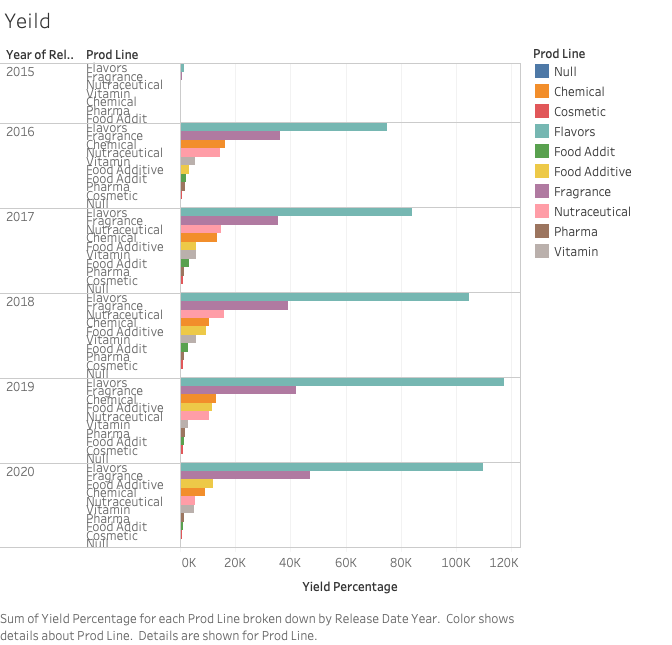 Yeild
Year of Rel.. Prod Line
2015
Flavors
Fragrance
Nutraceutical
Vitamin
Chemical
Pharma
Food Addit
2016
Flavors
Fragrance
Chemical
Nutraceutical
Vitamin
Food Additive
Food Addit
Pharma
Cosmetic
Null
2017
Flavors
Fragrance
Nutraceutical
Chemical
Food Additive
Vitamin
Food Addit
Pharma
Cosmetic
Null
2018
Flavors
Fragrance
Nutraceutical
Chemical
Food Additive
Vitamin
Food Addit
Pharma
Cosmetic
Null
2019
Flavors
Fragrance
Chemical
Food Additive
Nutraceutical
Vitamin
Pharma
Food Addit
Cosmetic
Null
2020
Flavors
Fragrance
Food Additive
Chemical
Nutraceutical
Vitamin
Pharma
Food Addit
Cosmetic
Null
0K 20K 40K 60K 80K 100K 120K
Yield Percentage
Prod Line
Null
Chemical
Cosmetic
Flavors
Food Addit
Food Additive
Fragrance
Nutraceutical
Pharma
Vitamin
Sum of Yield Percentage for each Prod Line broken down by Release Date Year. Color shows
details about Prod Line. Details are shown for Prod Line.